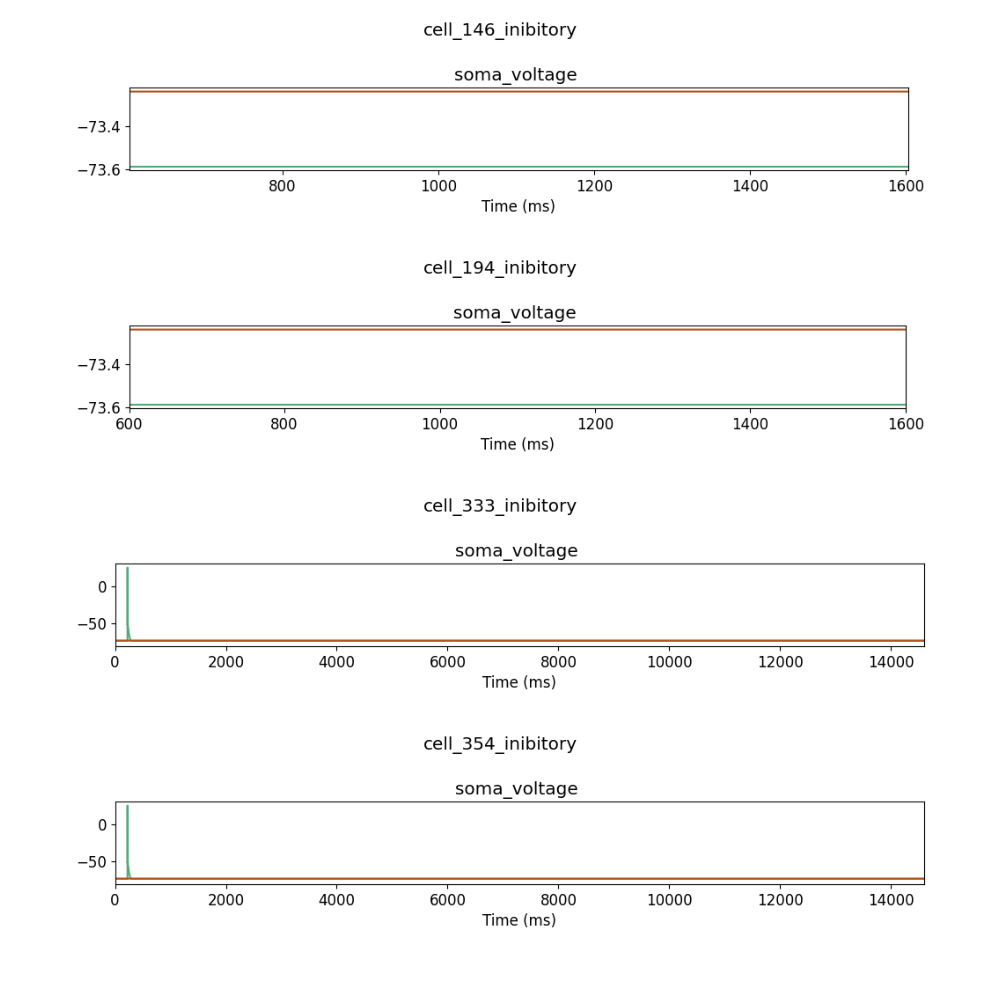 cell_146_inibitory
soma_voltage
−73.4
−73.6
800 1000 1200 1400 1600
Time (ms)
cell_194_inibitory
soma_voltage
−73.4
−73.6
600 800 1000 1200 1400 1600
Time (ms)
cell_333_inibitory
soma_voltage
0
−50
0 2000 4000 6000 8000 10000 12000 14000
Time (ms)
cell_354_inibitory
soma_voltage
0
−50
0 2000 4000 6000 8000 10000 12000 14000
Time (ms)